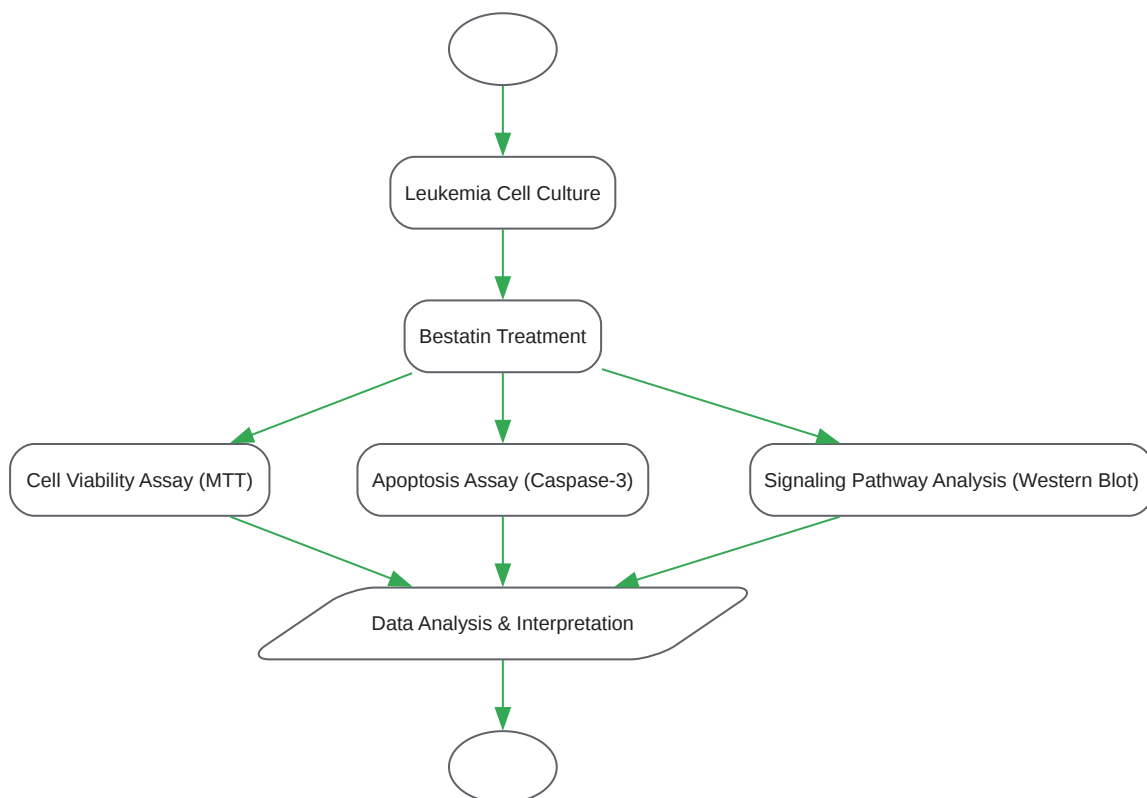 Leukemia Cell Culture
Bestatin Treatment
Cell Viability Assay (MTT)
Apoptosis Assay (Caspase-3)
Signaling Pathway Analysis (Western Blot)
Data Analysis & Interpretation